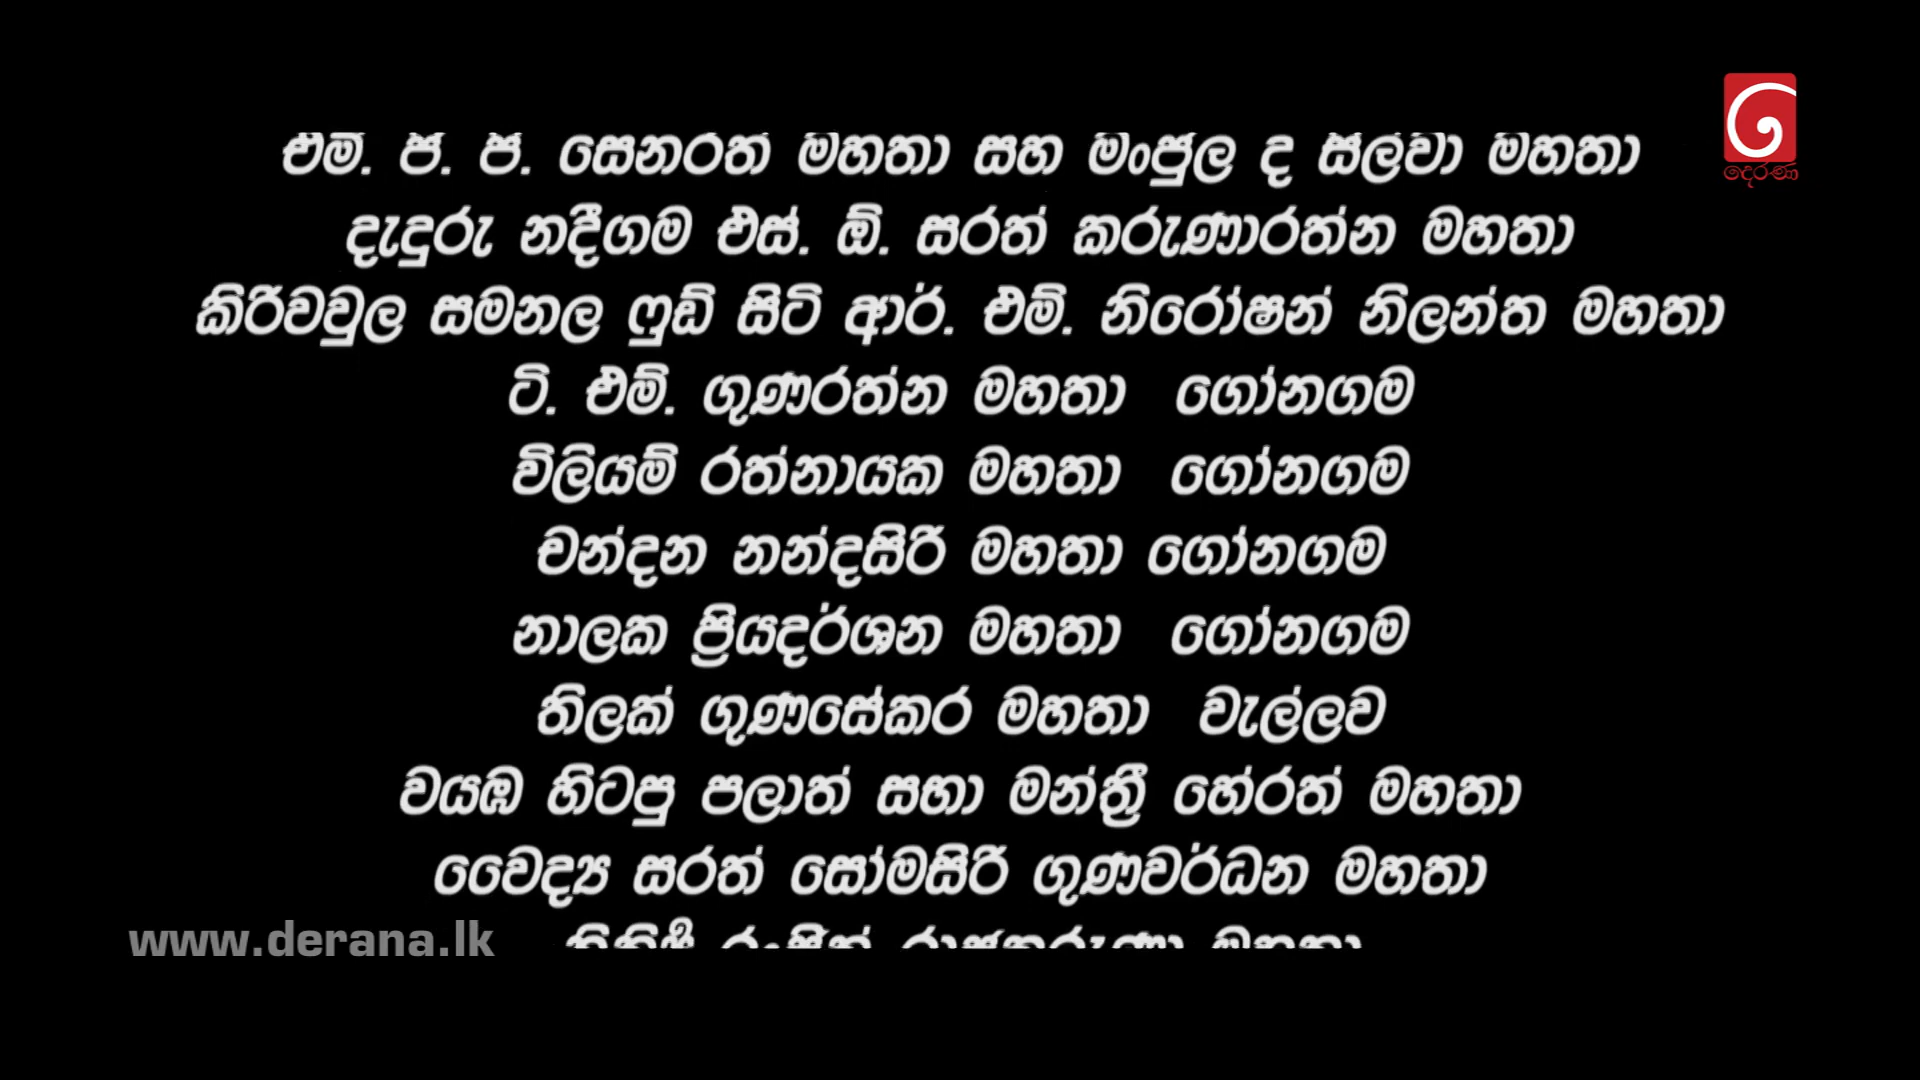 සෙනරත් මහතා සහ මංජුල ද සිල්වා මහතා
දෙරණ
දැදුරු නදීගම එස්. ඕ. සරත් කරුණාරත්න මහතා
කිරිවවුල සමනල ෆුඩ් සිටි ආර්. එම්. නිරෝෂන් නිලන්ත මහතා
ටී. එම්. ගුණරත්න මහතා ගෝනගම
විලියම් රත්නායක මහතා ගෝනගම
චන්දන නන්දසිරි මහතා ගෝනගම
නාලක ප්‍රියදර්ශන මහතා ගෝනගම
තිලක් ගුණසේකර මහතා වැල්ලව
වයඹ හිටපු පලාත් සභා මන්ත්‍රී හේරත් මහතා
වෛද්‍ය සරත් සෝමසිරි ගුණවර්ධන මහතා
www.derana.lk